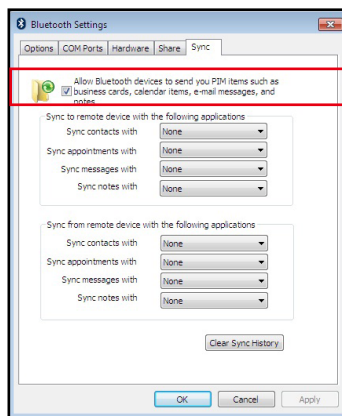 Bluetooth Settings
Options COM Ports Hardware Share Sync
Allow Bluetooth devices to send you PIM items such as
business cards, calendar items, e-mail messages, and
notes
Sync to remote device with the following applications
Sync contacts with None
Sync appointments with None
Sync messages with None
Sync notes with None
Sync from remote device with the following applications
Sync contacts with None
Sync appointments with None
Sync messages with None
Sync notes with None
Clear Sync History
OK Cancel Apply